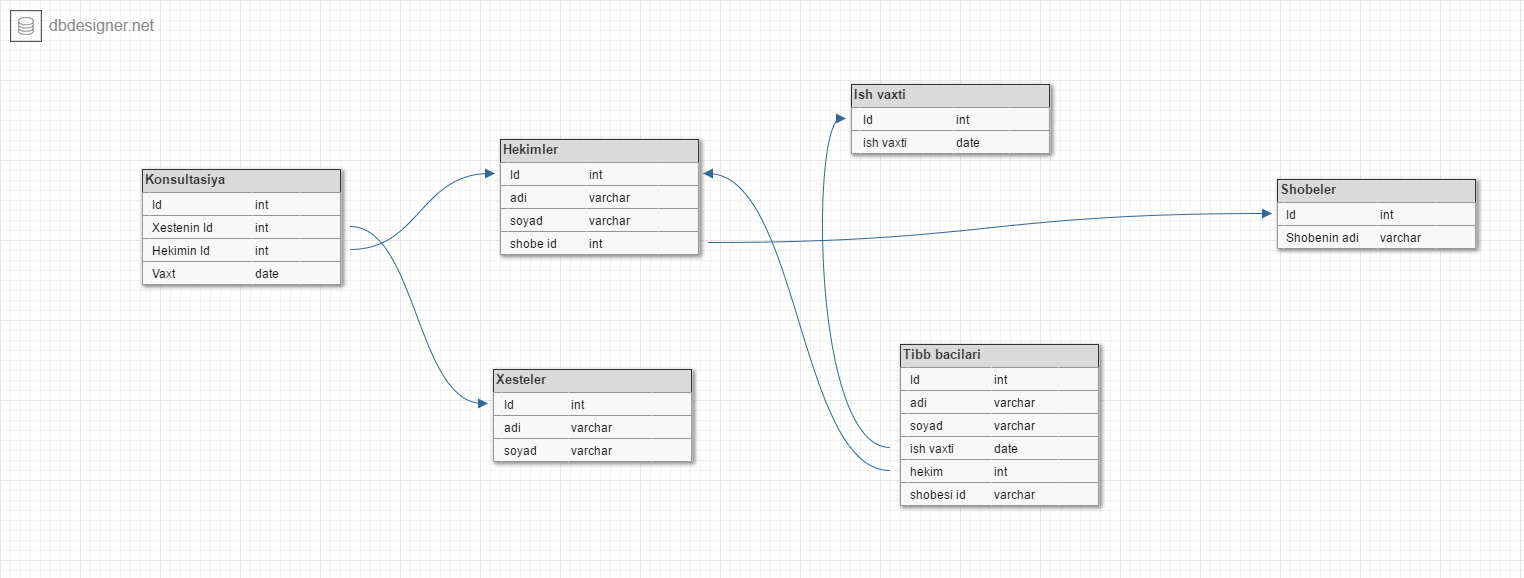 dbdesigner.net
Konsultasiya
Id int
Xestenin Id int
Hekimin Id int
Vaxt date
Hekimler
Id int
adi varchar
soyad varchar
shobe id int
Xesteler
Id int
adi varchar
soyad varchar
Ish vaxti
Id int
ish vaxti date
Tibb bacilari
Id int
adi varchar
soyad varchar
ish vaxti date
hekim int
shobesi id varchar
Shobeler
Id int
Shobenin adi varchar